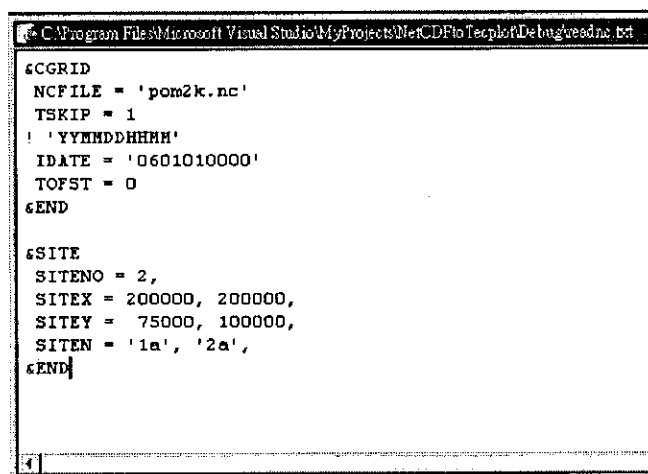 C:\Program Files\Microsoft Visual Studio\MyProjects\NetCDFtoTecplot\Debug\readnc.txt
&CGRID
NCFILE = 'pom2k.nc'
TSKIP = 1
! 'YYMMDDHHMM'
IDATE = '0601010000'
TOFST = 0
&END
&SITE
SITENO = 2,
SITEX = 200000, 200000,
SITEY = 75000, 100000,
SITEN = '1a', '2a',
&END